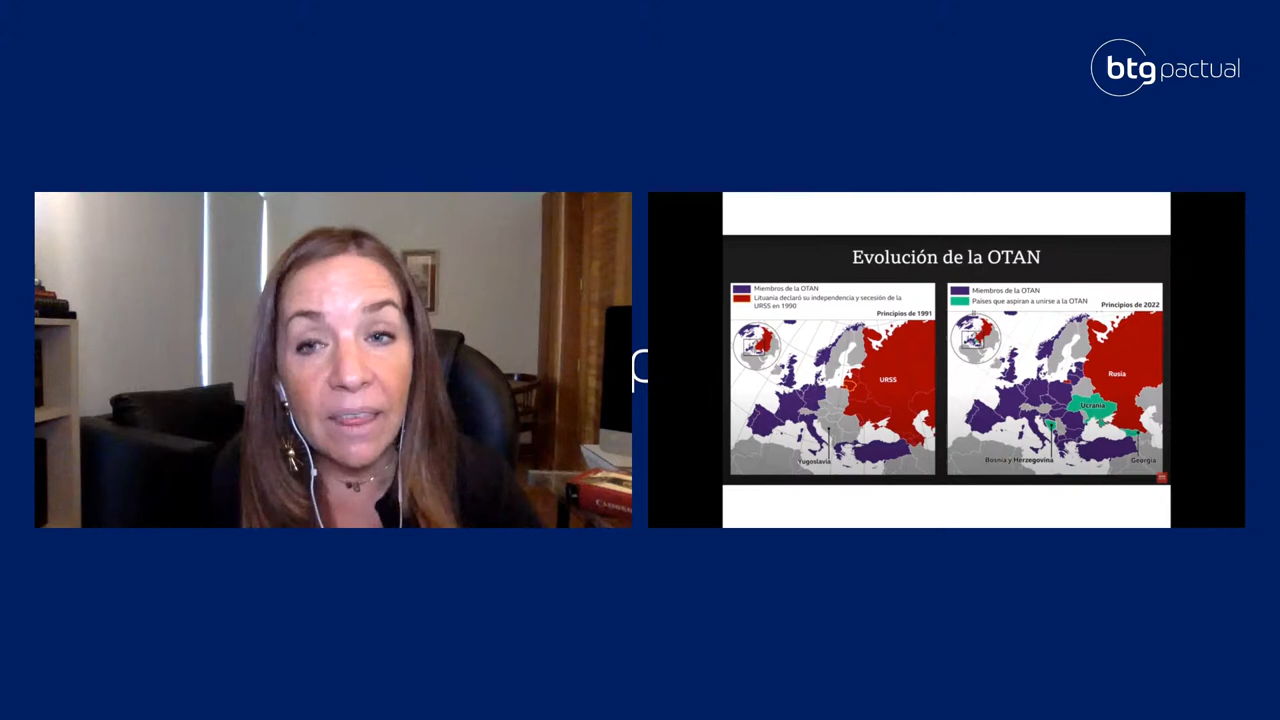 btg pactual
p
Evolución de la OTAN
Miembros de la OTAN
Lituania declaró su independencia y secesión de la
URSS en 1990
Principios de 1991
URSS
Yugoslavia
Miembros de la OTAN
Países que aspiran a unirse a la OTAN
Principios de 2022
Rusia
Ucrania
Bosnia y Herzegovina
Georgia